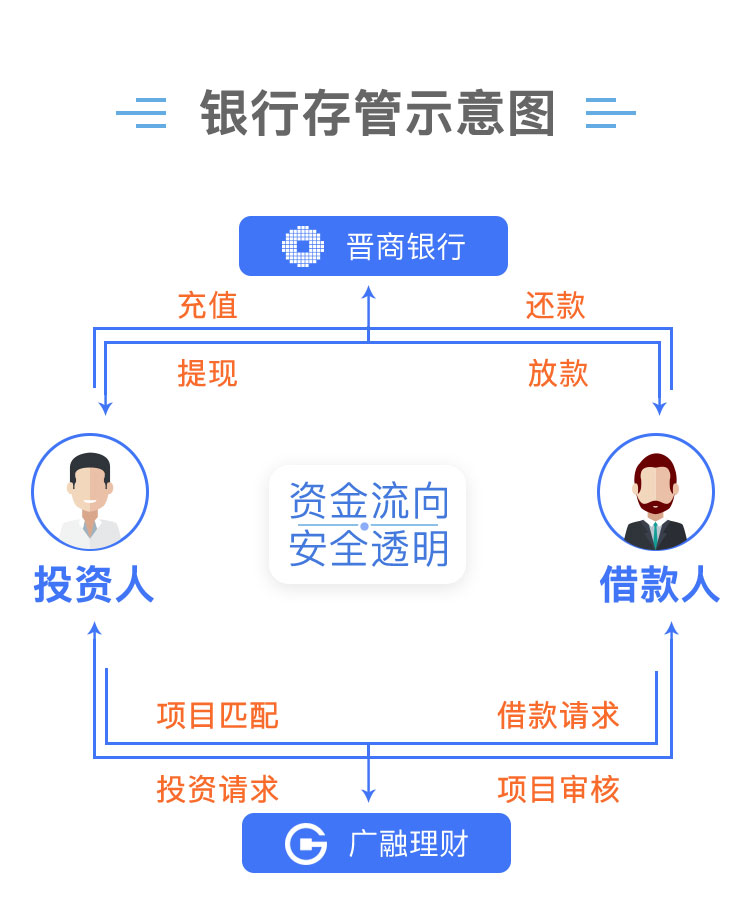 银行存管示意图
晋商银行
充值
还款
提现
放款
资金流向
安全透明
投资人
借款人
项目匹配
借款请求
投资请求
项目审核
广融理财